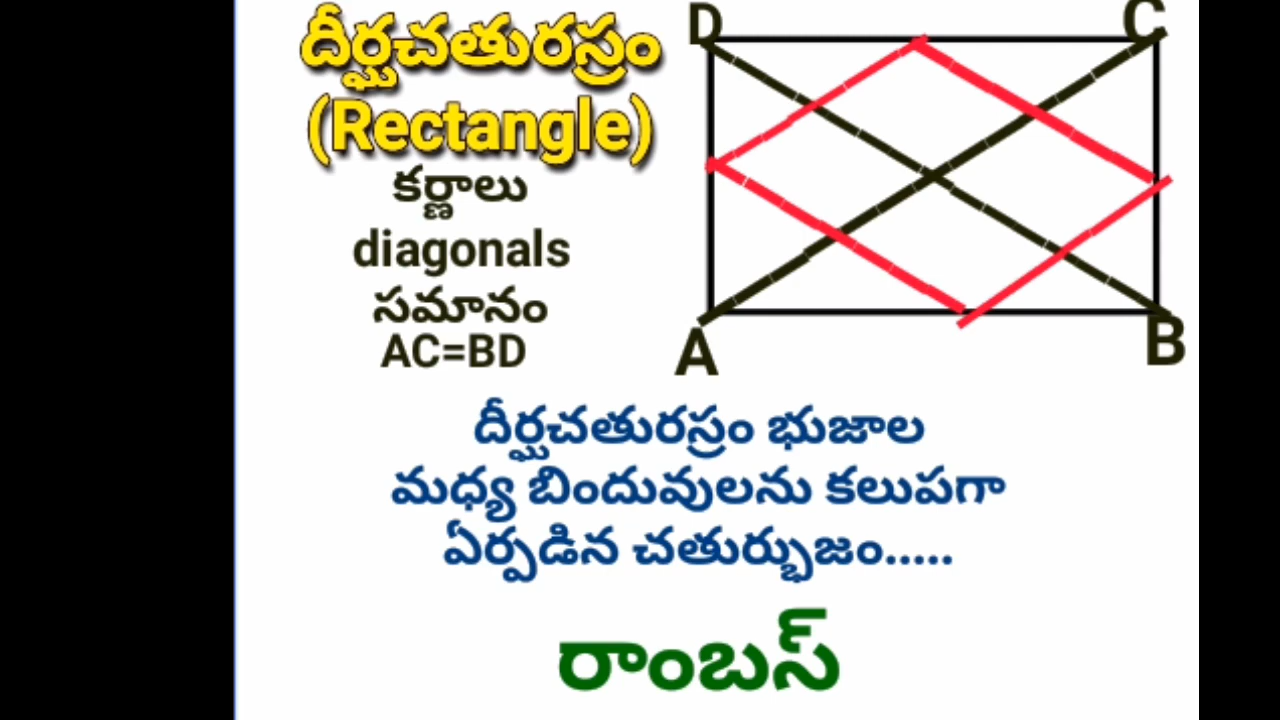 దీర్ఘచతురస్రం
(Rectangle)
కర్ణాలు
diagonals
సమానం
AC=BD
D
C
A
B
దీర్ఘచతురస్రం భుజాల
మధ్య బిందువులను కలుపగా
ఏర్పడిన చతుర్భుజం.....
రాంబస్